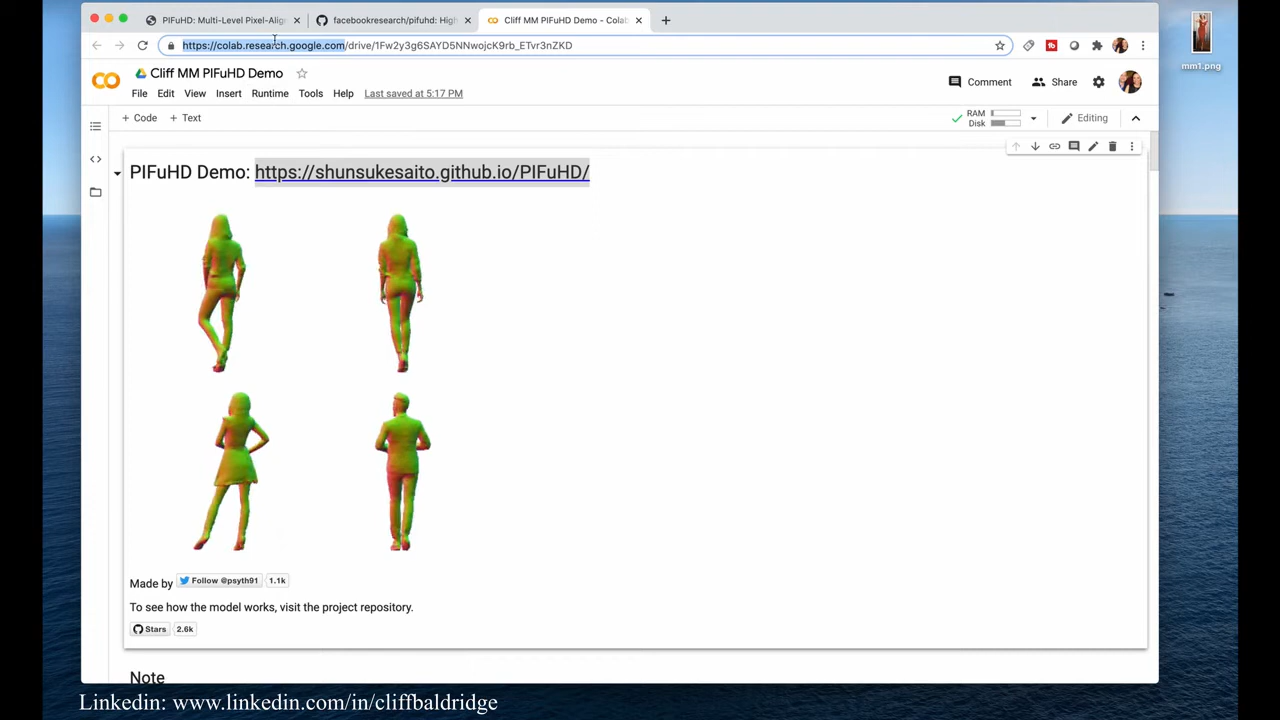 PIFuHD: Multi-Level Pixel-Alig
facebookresearch/pifuhd: High
Cliff MM PIFuHD Demo - Colab
https://colab.research.google.com/drive/1Fw2y3g6SAYD5NNwojcK9rb_ETvr3nZKD
mm1.png
Cliff MM PIFuHD Demo
Comment
Share
File Edit View Insert Runtime Tools Help Last saved at 5:17 PM
+ Code + Text
RAM
Disk
Editing
PIFuHD Demo: https://shunsukesaito.github.io/PIFuHD/
Made by Follow @psyth91 1.1k
To see how the model works, visit the project repository.
Stars 2.6k
Note
Linkedin: www.linkedin.com/in/cliffbaldridge